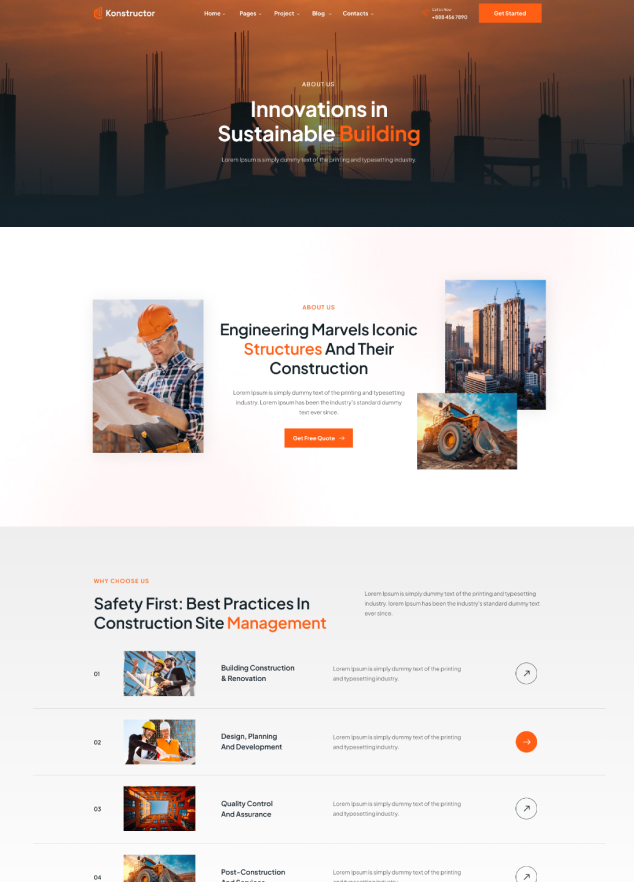 Konstructor
Home Pages Project Blog Contacts
Call Us Now
+888 456 7890
Get Started
ABOUT US
Innovations in
Sustainable Building
Lorem Ipsum is simply dummy text of the printing and typesetting industry.
ABOUT US
Engineering Marvels Iconic
Structures And Their
Construction
Lorem Ipsum is simply dummy text of the printing and typesetting
industry. Lorem Ipsum has been the industry's standard dummy
text ever since.
Get Free Quote
WHY CHOOSE US
Safety First: Best Practices In
Construction Site Management
Lorem Ipsum is simply dummy text of the printing and typesetting
industry. lorem Ipsum has been the industry's standard dummy text
ever since.
01
Building Construction
& Renovation
Lorem Ipsum is simply dummy text of the printing
and typesetting industry.
02
Design, Planning
And Development
Lorem Ipsum is simply dummy text of the printing
and typesetting industry.
03
Quality Control
And Assurance
Lorem Ipsum is simply dummy text of the printing
and typesetting industry.
04
Post-Construction
Lorem Ipsum is simply dummy text of the printing
and typesetting industry.